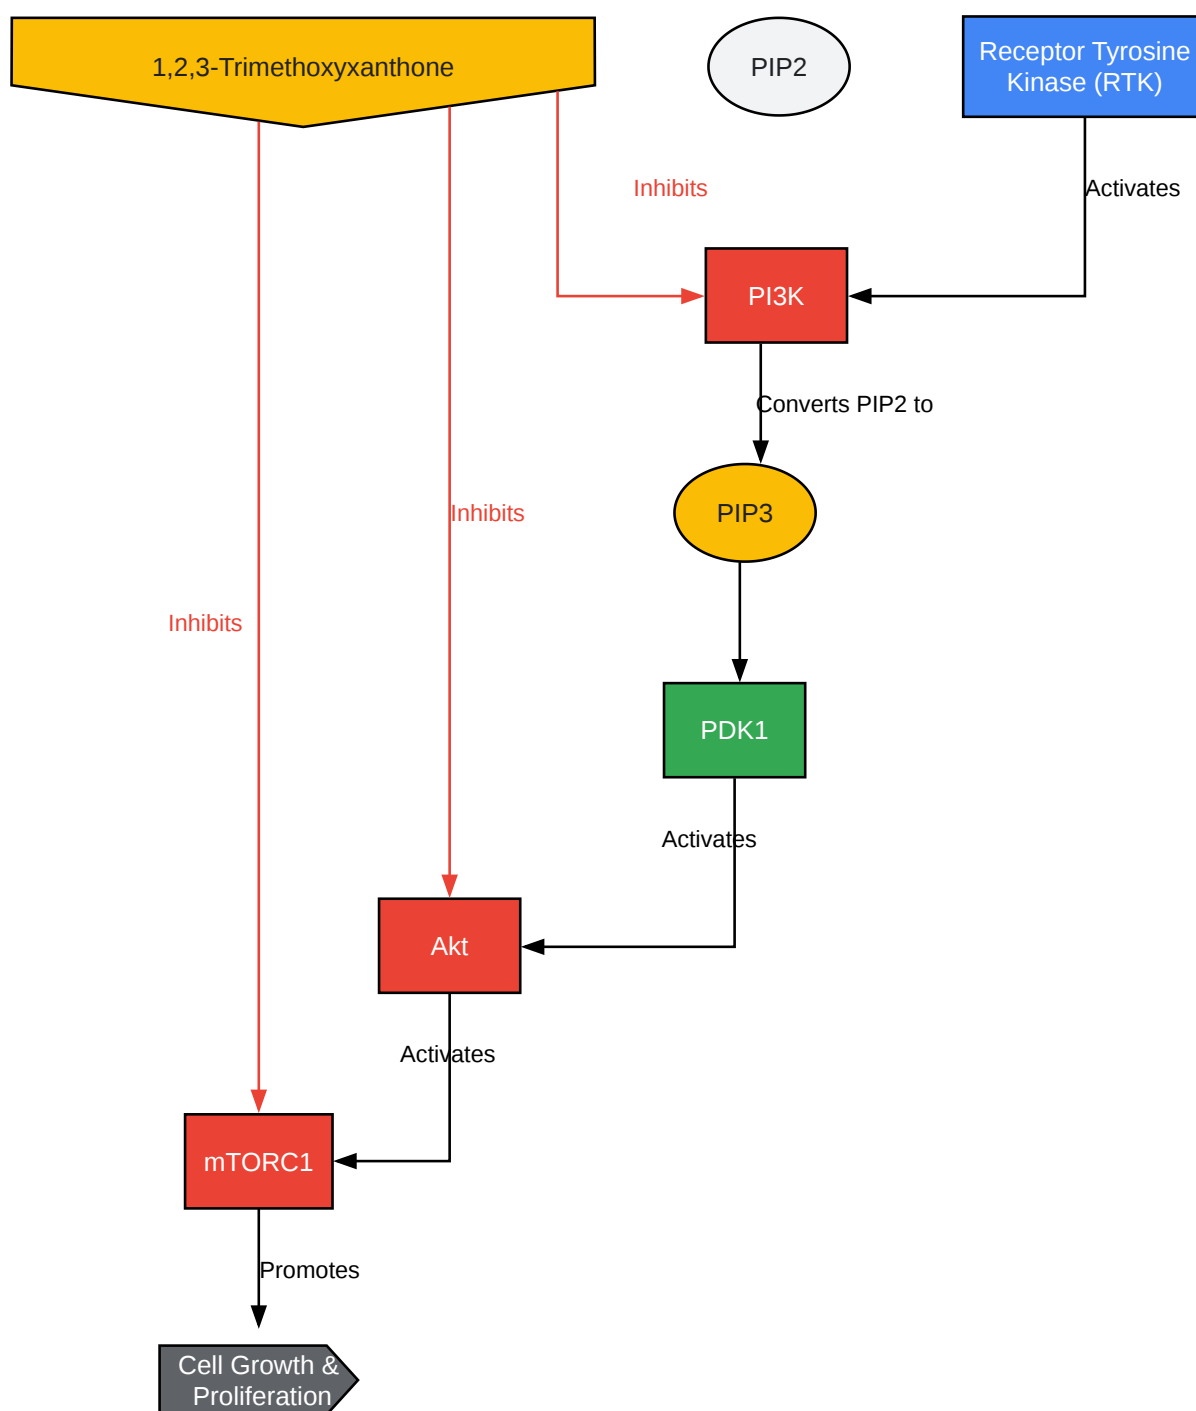 1,2,3-Trimethoxyxanthone
PIP2
Receptor Tyrosine
Kinase (RTK)
Inhibits
Activates
PI3K
Converts PIP2 to
PIP3
Inhibits
Inhibits
PDK1
Activates
Akt
Activates
mTORC1
Promotes
Cell Growth &
Proliferation